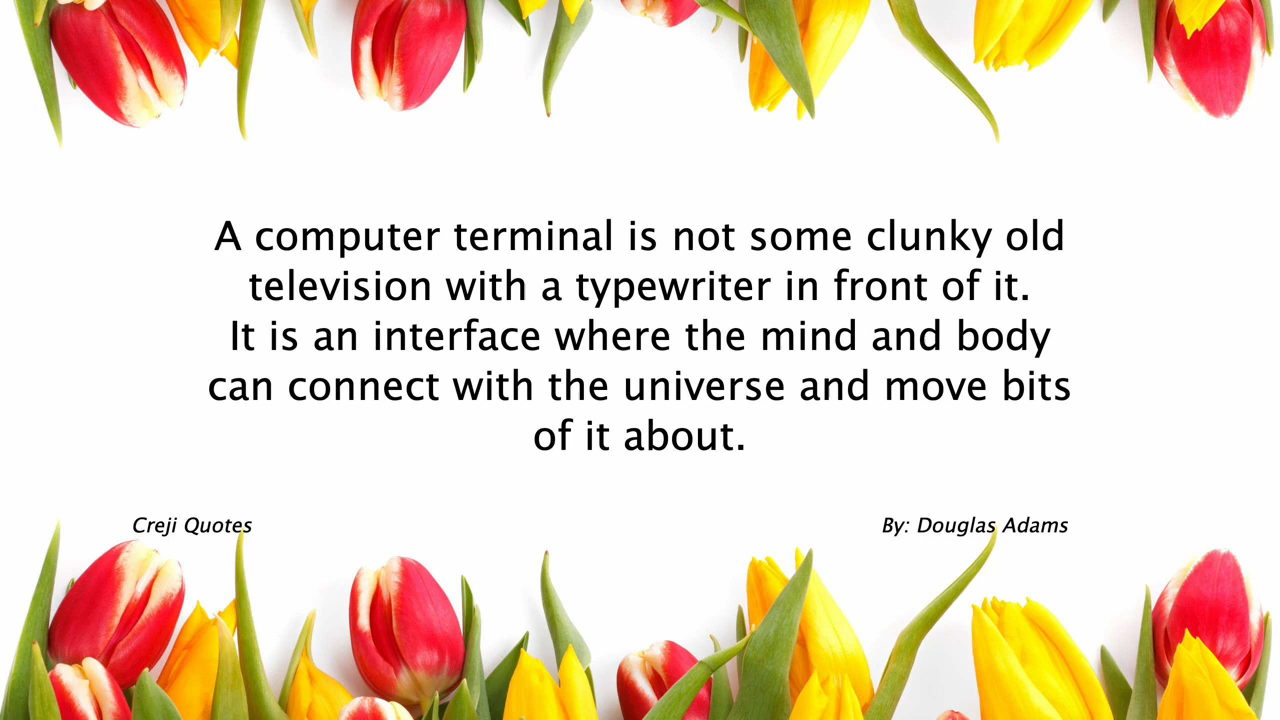 A computer terminal is not some clunky old
television with a typewriter in front of it.
It is an interface where the mind and body
can connect with the universe and move bits
of it about.
Creji Quotes
By: Douglas Adams